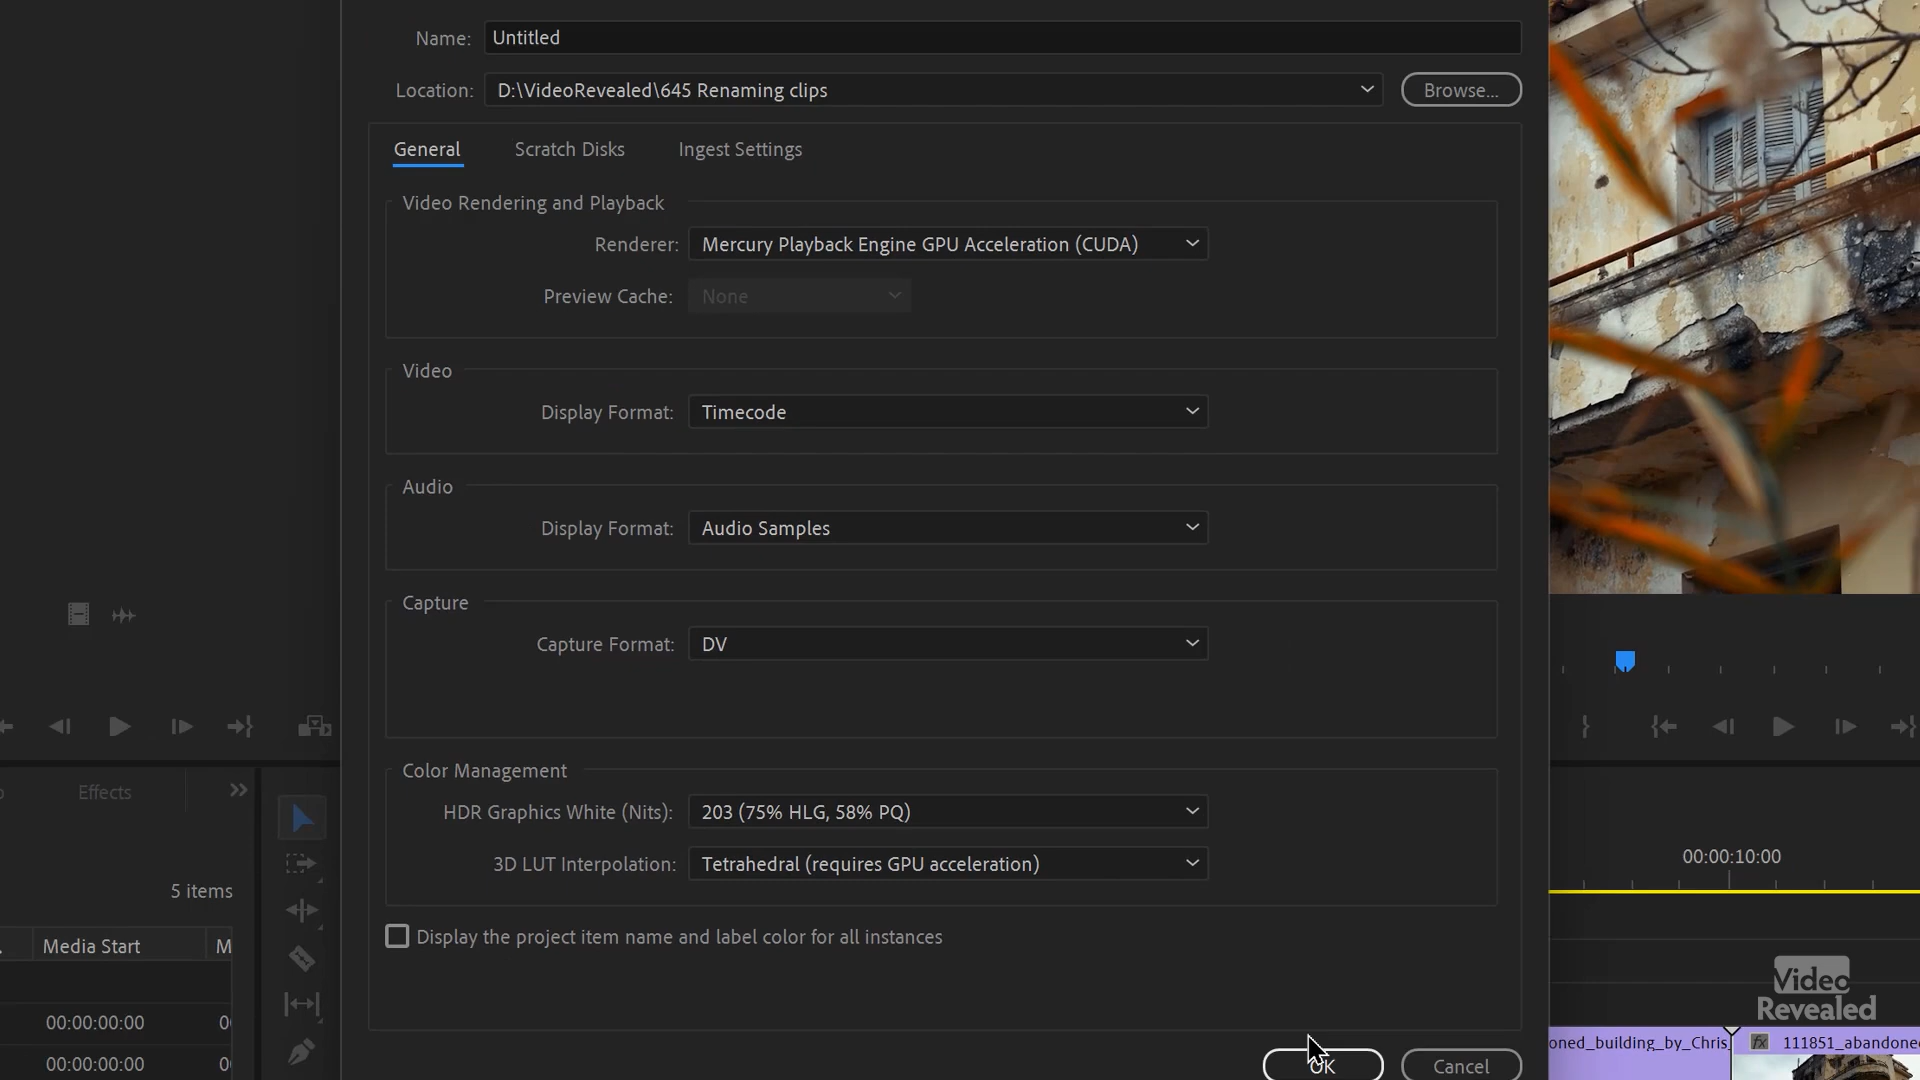 Name: Untitled
Location: D:\VideoRevealed\645 Renaming clips Browse...
General Scratch Disks Ingest Settings
Video Rendering and Playback
Renderer: Mercury Playback Engine GPU Acceleration (CUDA)
Preview Cache: None
Video
Display Format: Timecode
Audio
Display Format: Audio Samples
Capture
Capture Format: DV
Color Management
HDR Graphics White (Nits): 203 (75% HLG, 58% PQ)
3D LUT Interpolation: Tetrahedral (requires GPU acceleration)
Display the project item name and label color for all instances
OK Cancel
Effects
5 items
Media Start M
00:00:00:00 0
00:00:00:00 0
00:00:10:00
Video
Revealed
oned_building_by_Chris_ fx 111851_abandone